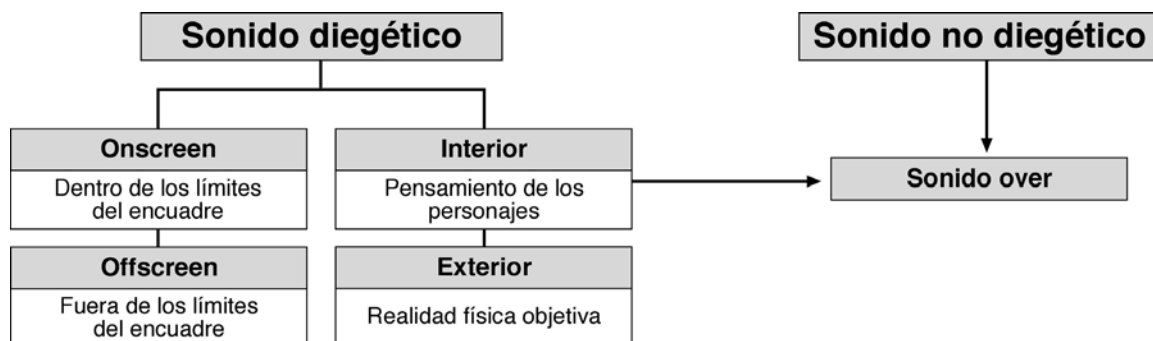 Sonido diegético
Sonido no diegético
Onscreen
Dentro de los límites
del encuadre
Interior
Pensamiento de los
personajes
Sonido over
Offscreen
Fuera de los límites
del encuadre
Exterior
Realidad física objetiva